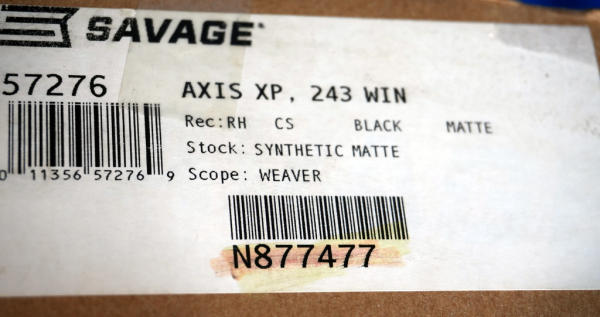 SAVAGE
57276
AXIS XP, 243 WIN
Rec:RH CS BLACK MATTE
Stock: SYNTHETIC MATTE
0 11356 57276 9
Scope: WEAVER
N877477